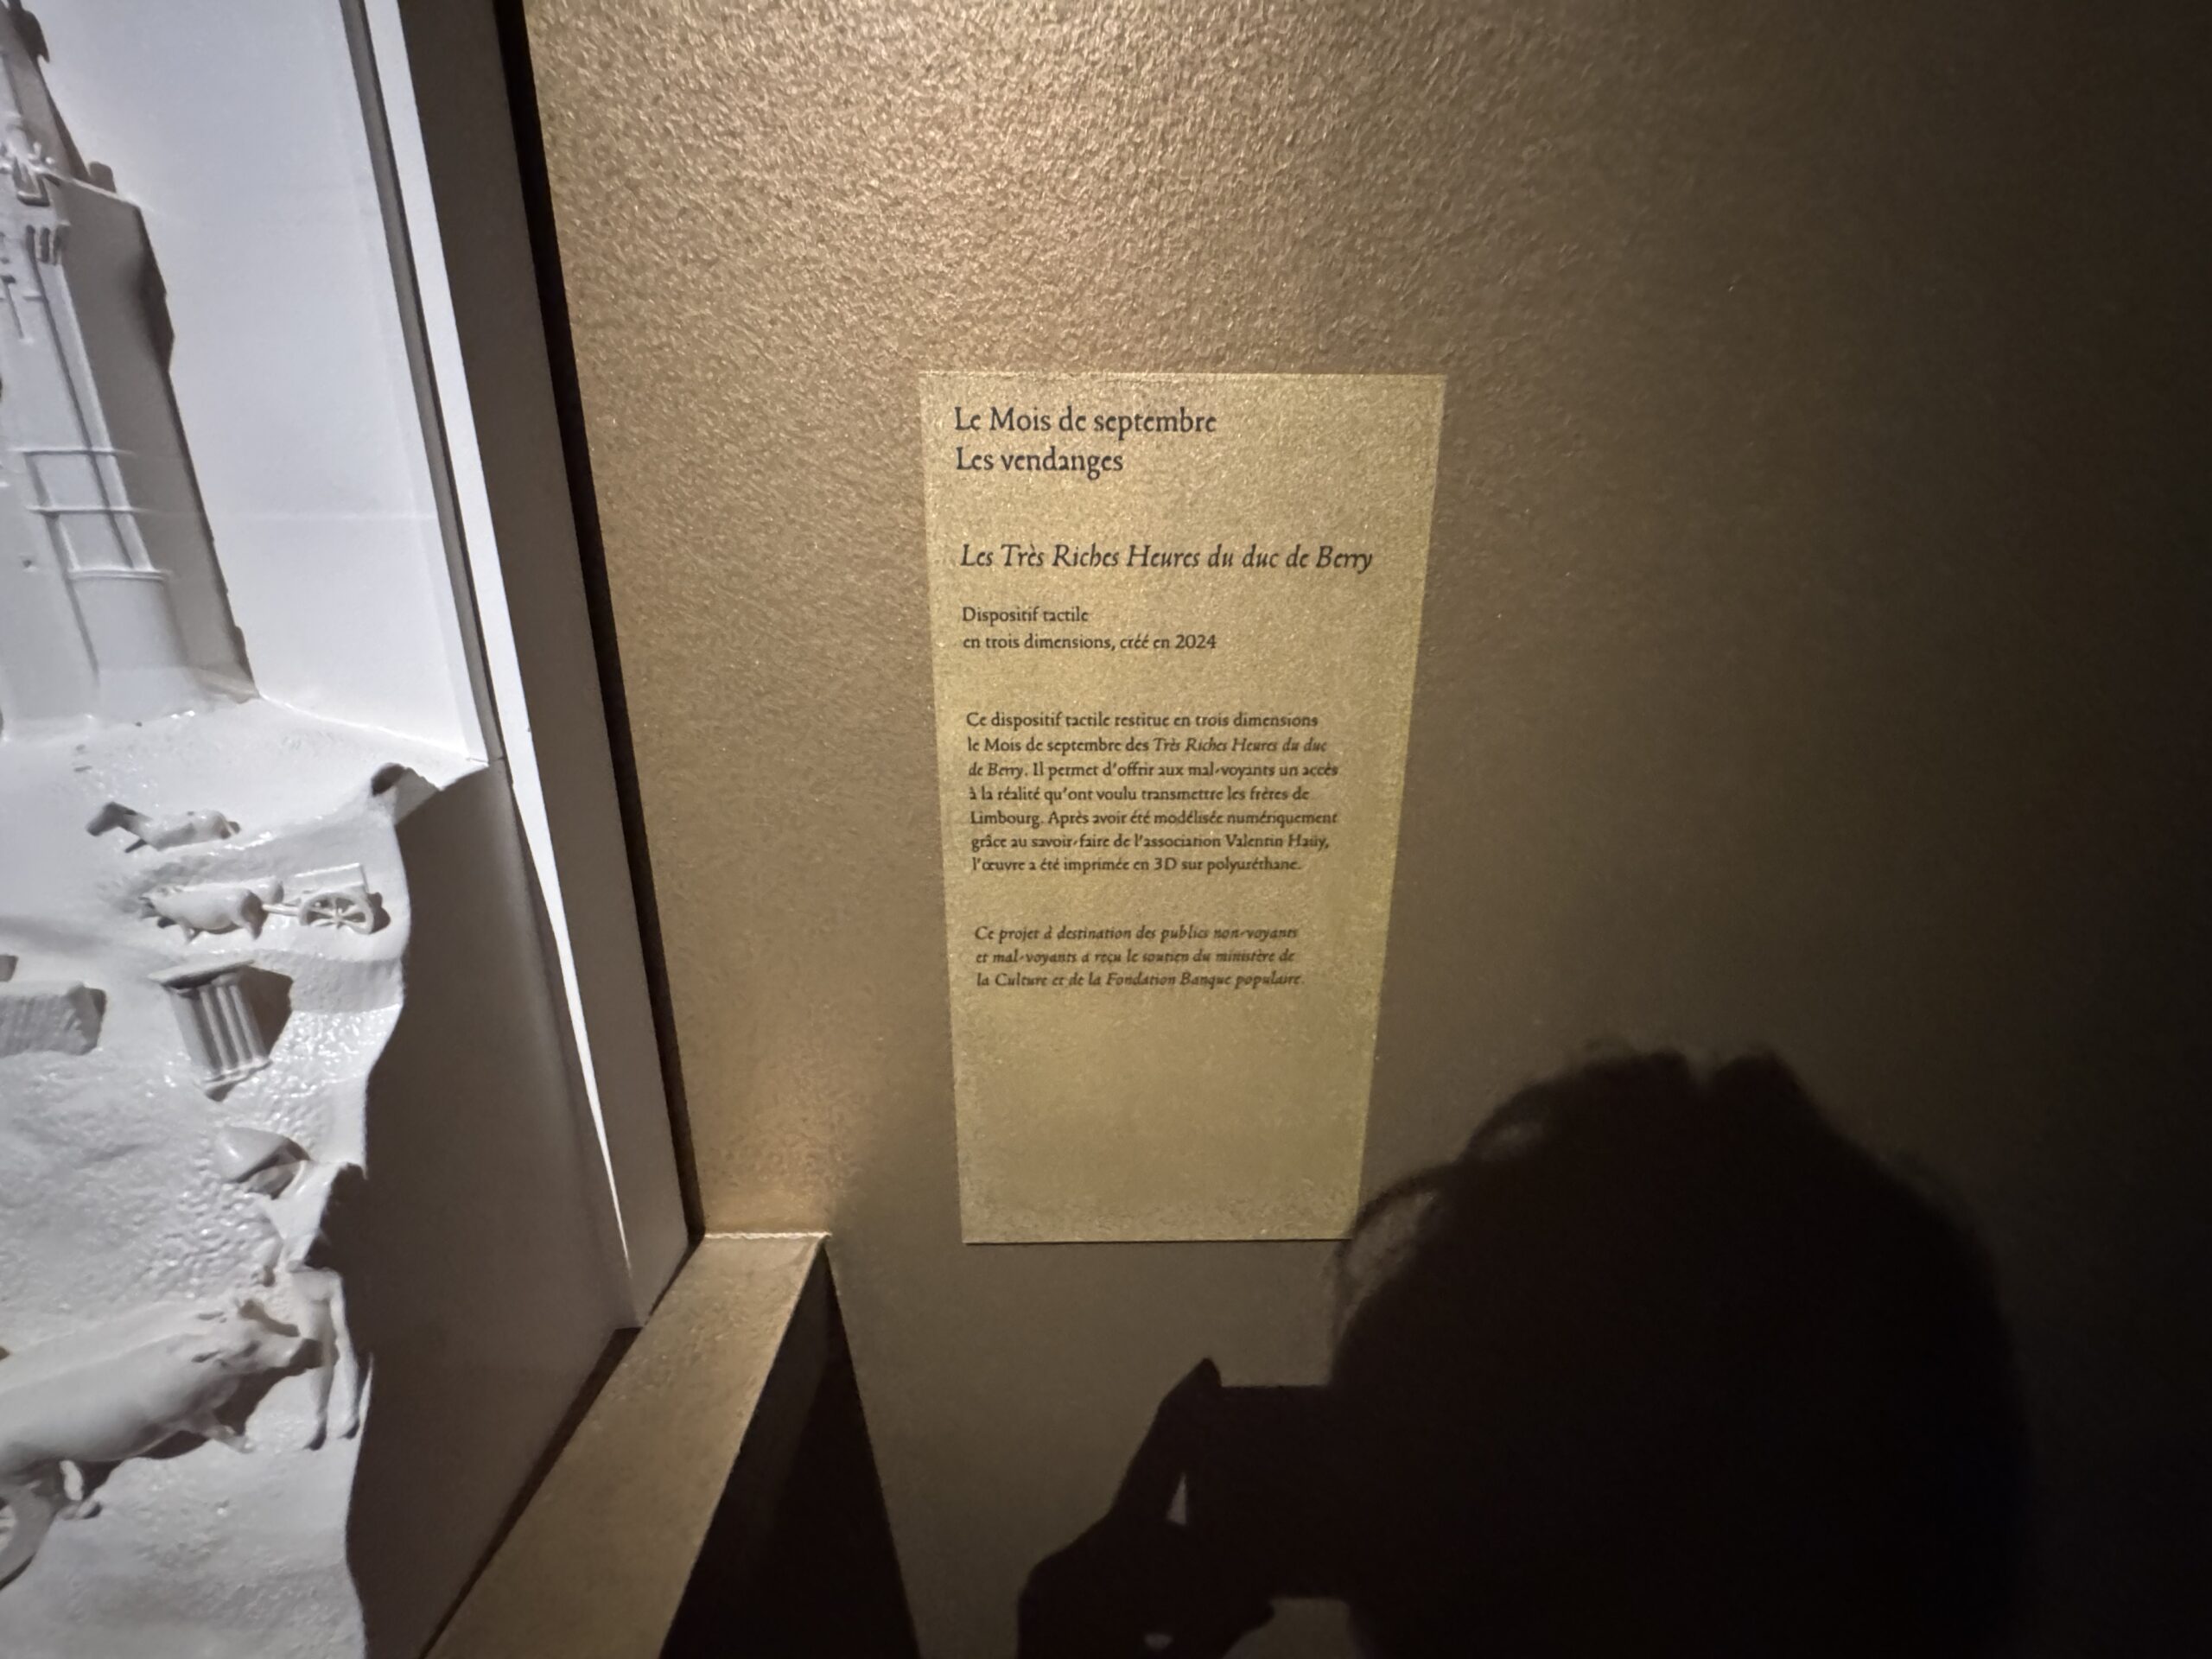 Le Mois de septembre
Les vendanges
Les Très Riches Heures du duc de Berry
Dispositif tactile
en trois dimensions, créé en 2024
Ce dispositif tactile restitue en trois dimensions
le Mois de septembre des Très Riches Heures du duc
de Berry. Il permet d'offrir aux mal-voyants un accès
à la réalité qu'ont voulu transmettre les frères de
Limbourg. Après avoir été modélisée numériquement
grâce au savoir-faire de l'association Valentin Haüy,
l'œuvre a été imprimée en 3D sur polyuréthane.
Ce projet à destination des publics non-voyants
et mal-voyants a reçu le soutien du ministère de
la Culture et de la Fondation Banque populaire.